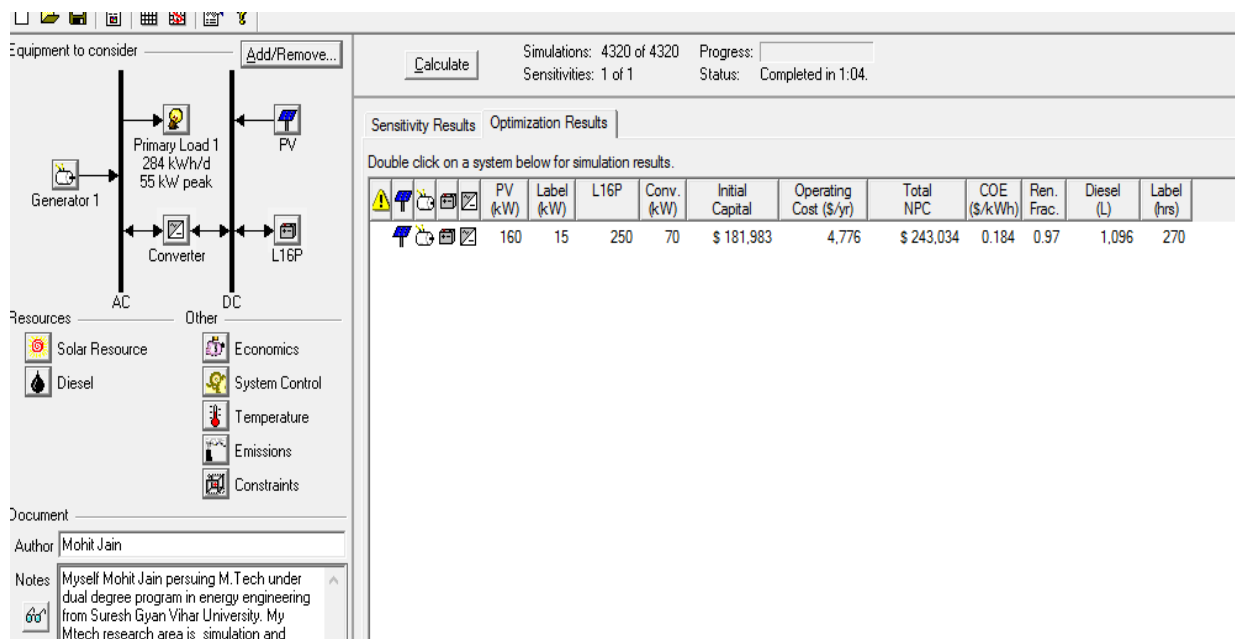 Equipment to consider
Add/Remove...
Primary Load 1
284 kWh/d
55 kW peak
PV
Generator 1
Converter
L16P
AC
DC
Resources
Other
Solar Resource
Economics
Diesel
System Control
Temperature
Emissions
Constraints
Document
Author Mohit Jain
Notes Myself Mohit Jain persuing M.Tech under
dual degree program in energy engineering
from Suresh Gyan Vihar University. My
Mtech research area is simulation and
Calculate
Simulations: 4320 of 4320 Progress:
Sensitivities: 1 of 1 Status: Completed in 1:04.
Sensitivity Results Optimization Results
Double click on a system below for simulation results.
PV (kW) Label (kW) L16P Conv. (kW) Initial Capital Operating Cost ($/yr) Total NPC COE ($/kWh) Ren. Frac. Diesel (L) Label (hrs)
160 15 250 70 $ 181,983 4,776 $ 243,034 0.184 0.97 1,096 270